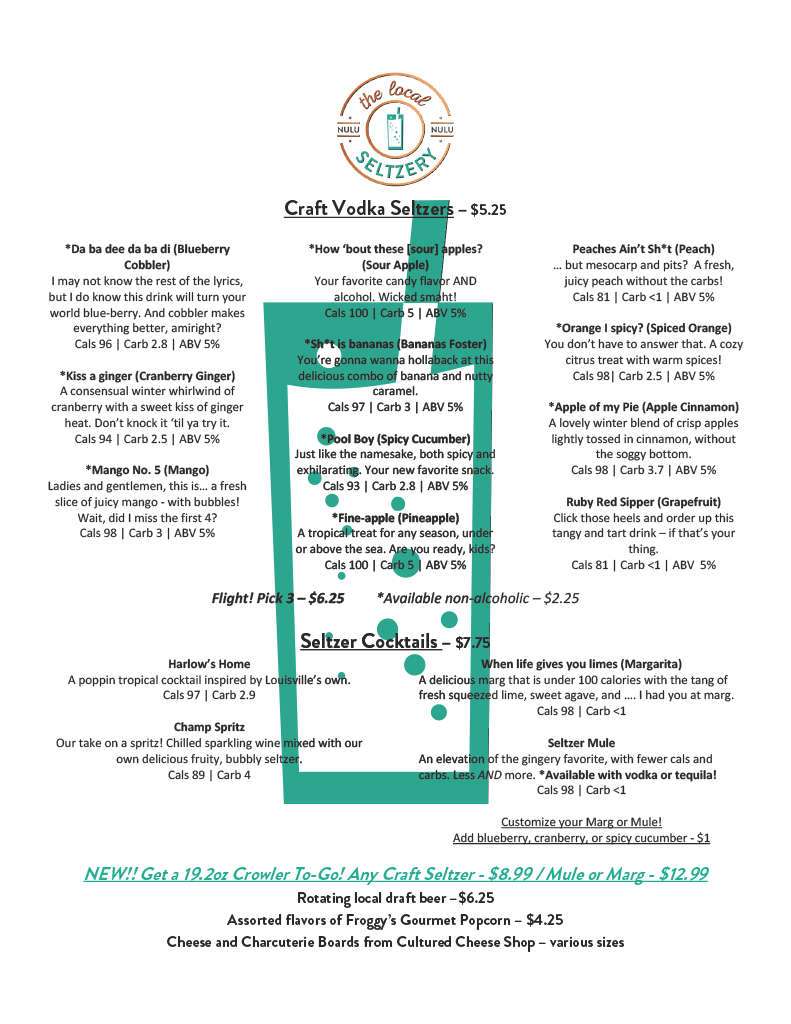 the local
NULU NULU
SELTZERY
Craft Vodka Seltzers – $5.25
*Da ba dee da ba di (Blueberry
Cobbler)
I may not know the rest of the lyrics,
but I do know this drink will turn your
world blue-berry. And cobbler makes
everything better, amiright?
Cals 96 | Carb 2.8 | ABV 5%
*Kiss a ginger (Cranberry Ginger)
A consensual winter whirlwind of
cranberry with a sweet kiss of ginger
heat. Don't knock it 'til ya try it.
Cals 94 | Carb 2.5 | ABV 5%
*Mango No. 5 (Mango)
Ladies and gentlemen, this is… a fresh
slice of juicy mango - with bubbles!
Wait, did I miss the first 4?
Cals 98 | Carb 3 | ABV 5%
*How 'bout these [sour] apples?
(Sour Apple)
Your favorite candy flavor AND
alcohol. Wicked smaht!
Cals 100 | Carb 5 | ABV 5%
*Sh*t is bananas (Bananas Foster)
You're gonna wanna hollaback at this
delicious combo of banana and nutty
caramel.
Cals 97 | Carb 3 | ABV 5%
*Pool Boy (Spicy Cucumber)
Just like the namesake, both spicy and
exhilarating. Your new favorite snack.
Cals 93 | Carb 2.8 | ABV 5%
*Fine-apple (Pineapple)
A tropical treat for any season, under
or above the sea. Are you ready, kids?
Cals 100 | Carb 5 | ABV 5%
Peaches Ain't Sh*t (Peach)
… but mesocarp and pits? A fresh,
juicy peach without the carbs!
Cals 81 | Carb <1 | ABV 5%
*Orange I spicy? (Spiced Orange)
You don't have to answer that. A cozy
citrus treat with warm spices!
Cals 98| Carb 2.5 | ABV 5%
*Apple of my Pie (Apple Cinnamon)
A lovely winter blend of crisp apples
lightly tossed in cinnamon, without
the soggy bottom.
Cals 98 | Carb 3.7 | ABV 5%
Ruby Red Sipper (Grapefruit)
Click those heels and order up this
tangy and tart drink – if that's your
thing.
Cals 81 | Carb <1 | ABV 5%
Flight! Pick 3 – $6.25 *Available non-alcoholic – $2.25
Seltzer Cocktails – $7.75
Harlow's Home
A poppin tropical cocktail inspired by Louisville's own.
Cals 97 | Carb 2.9
Champ Spritz
Our take on a spritz! Chilled sparkling wine mixed with our
own delicious fruity, bubbly seltzer.
Cals 89 | Carb 4
When life gives you limes (Margarita)
A delicious marg that is under 100 calories with the tang of
fresh squeezed lime, sweet agave, and …. I had you at marg.
Cals 98 | Carb <1
Seltzer Mule
An elevation of the gingery favorite, with fewer cals and
carbs. Less AND more. *Available with vodka or tequila!
Cals 98 | Carb <1
Customize your Marg or Mule!
Add blueberry, cranberry, or spicy cucumber - $1
NEW!! Get a 19.2oz Crowler To-Go! Any Craft Seltzer - $8.99 / Mule or Marg - $12.99
Rotating local draft beer – $6.25
Assorted flavors of Froggy's Gourmet Popcorn – $4.25
Cheese and Charcuterie Boards from Cultured Cheese Shop – various sizes